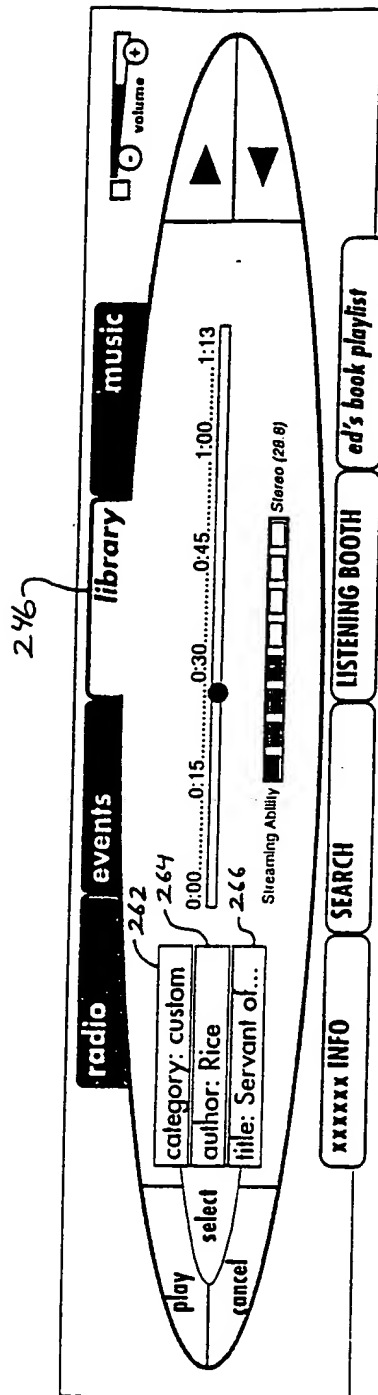 246
radio
events
library
music
volume
262
264
266
play
select
cancel
category: custom
author: Rice
title: Servant of...
0:00.........0:15.........0:30.........0:45.........1:00.........1:13
Streaming Ability
Stereo (28.8)
xxxxxx INFO
SEARCH
LISTENING BOOTH
ed's book playlist